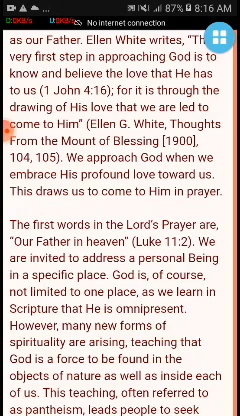 0:0KB/s U:0KB/s 87% 8:16 AM
No internet connection
as our Father. Ellen White writes, “The
very first step in approaching God is to
know and believe the love that He has
to us (1 John 4:16); for it is through the
drawing of His love that we are led to
come to Him” (Ellen G. White, Thoughts
From the Mount of Blessing [1900],
104, 105). We approach God when we
embrace His profound love toward us.
This draws us to come to Him in prayer.
The first words in the Lord’s Prayer are,
“Our Father in heaven” (Luke 11:2). We
are invited to address a personal Being
in a specific place. God is, of course,
not limited to one place, as we learn in
Scripture that He is omnipresent.
However, many new forms of
spirituality are arising, teaching that
God is a force to be found in the
objects of nature as well as inside each
of us. This teaching, often referred to
as pantheism, leads people to seek